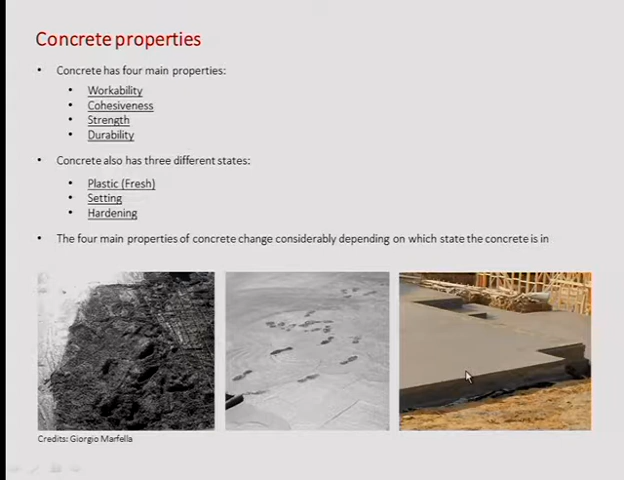 Concrete properties
• Concrete has four main properties:
• Workability
• Cohesiveness
• Strength
• Durability
• Concrete also has three different states:
• Plastic (Fresh)
• Setting
• Hardening
• The four main properties of concrete change considerably depending on which state the concrete is in
Credits: Giorgio Marfella